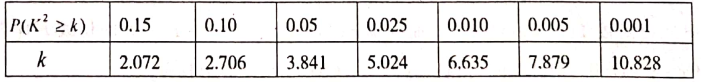 P(K² ≥ k) 0.15 0.10 0.05 0.025 0.010 0.005 0.001
k 2.072 2.706 3.841 5.024 6.635 7.879 10.828